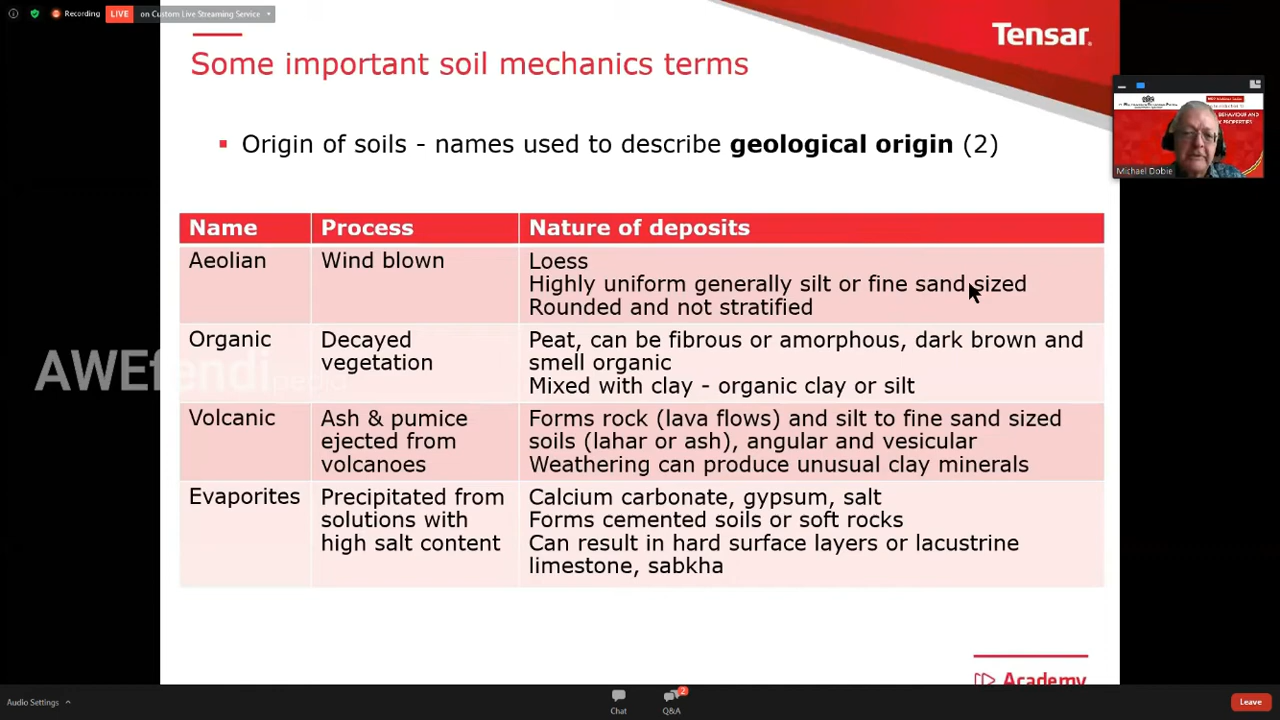 Recording
LIVE
on Custom Live Streaming Service
Tensar.
Some important soil mechanics terms
Michael Dobie
Origin of soils - names used to describe geological origin (2)
Name Process Nature of deposits
Aeolian Wind blown Loess
Highly uniform generally silt or fine sand sized
Rounded and not stratified
Organic Decayed Peat, can be fibrous or amorphous, dark brown and
vegetation smell organic
Mixed with clay - organic clay or silt
AWEfendipedia
Volcanic Ash & pumice Forms rock (lava flows) and silt to fine sand sized
ejected from soils (lahar or ash), angular and vesicular
volcanoes Weathering can produce unusual clay minerals
Evaporites Precipitated from Calcium carbonate, gypsum, salt
solutions with Forms cemented soils or soft rocks
high salt content Can result in hard surface layers or lacustrine
limestone, sabkha
Academy
Audio Settings
Chat
Q&A
2
Leave